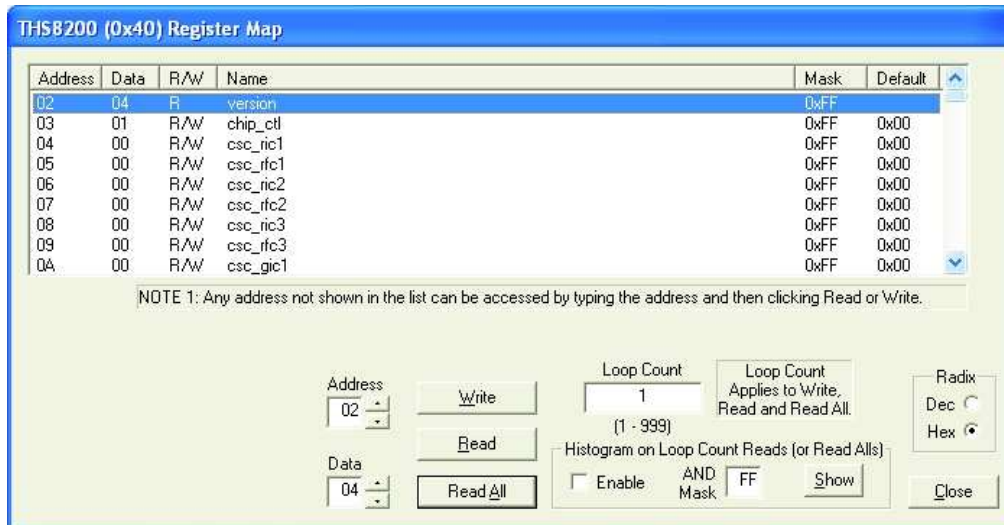 THS8200 (0x40) Register Map
Address Data R/W Name Mask Default
02 04 R version 0xFF
03 01 R/W chip_ctl 0xFF 0x00
04 00 R/W csc_ric1 0xFF 0x00
05 00 R/W csc_rfc1 0xFF 0x00
06 00 R/W csc_ric2 0xFF 0x00
07 00 R/W csc_rfc2 0xFF 0x00
08 00 R/W csc_ric3 0xFF 0x00
09 00 R/W csc_rfc3 0xFF 0x00
0A 00 R/W csc_gic1 0xFF 0x00
NOTE 1: Any address not shown in the list can be accessed by typing the address and then clicking Read or Write.
Address
02
Data
04
Write
Read
Read All
Loop Count
1
(1 - 999)
Loop Count
Applies to Write,
Read and Read All.
Histogram on Loop Count Reads (or Read Alls)
Enable
AND
Mask
FF
Show
Radix
Dec
Hex
Close